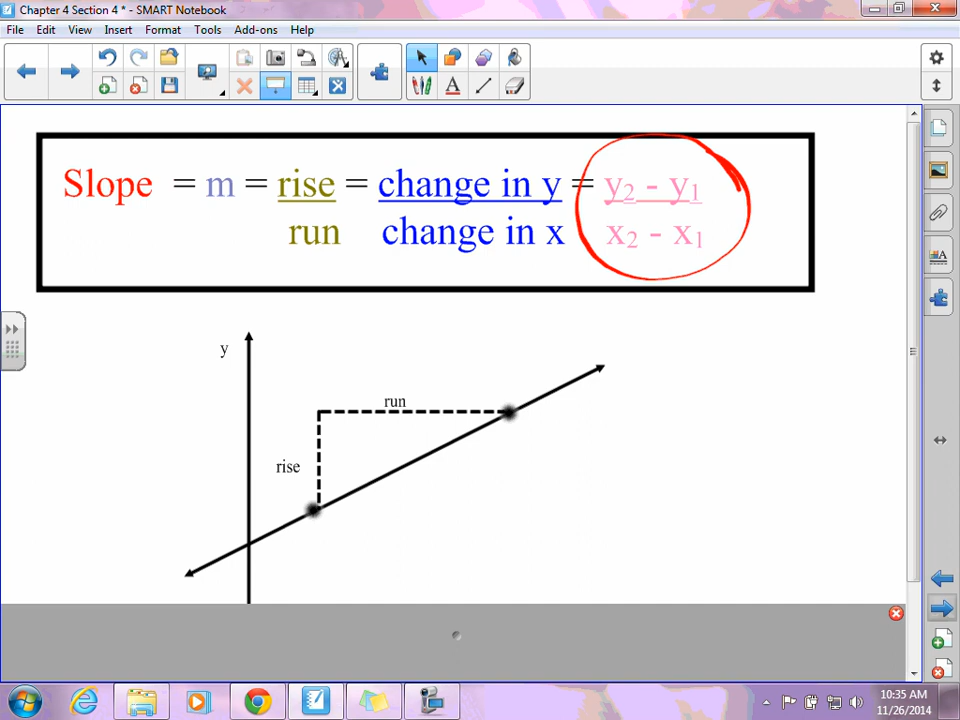 Chapter 4 Section 4 * - SMART Notebook
File Edit View Insert Format Tools Add-ons Help
Slope = m = rise = change in y = y₂ - y₁
run change in x x₂ - x₁
y
run
rise
10:35 AM
11/26/2014